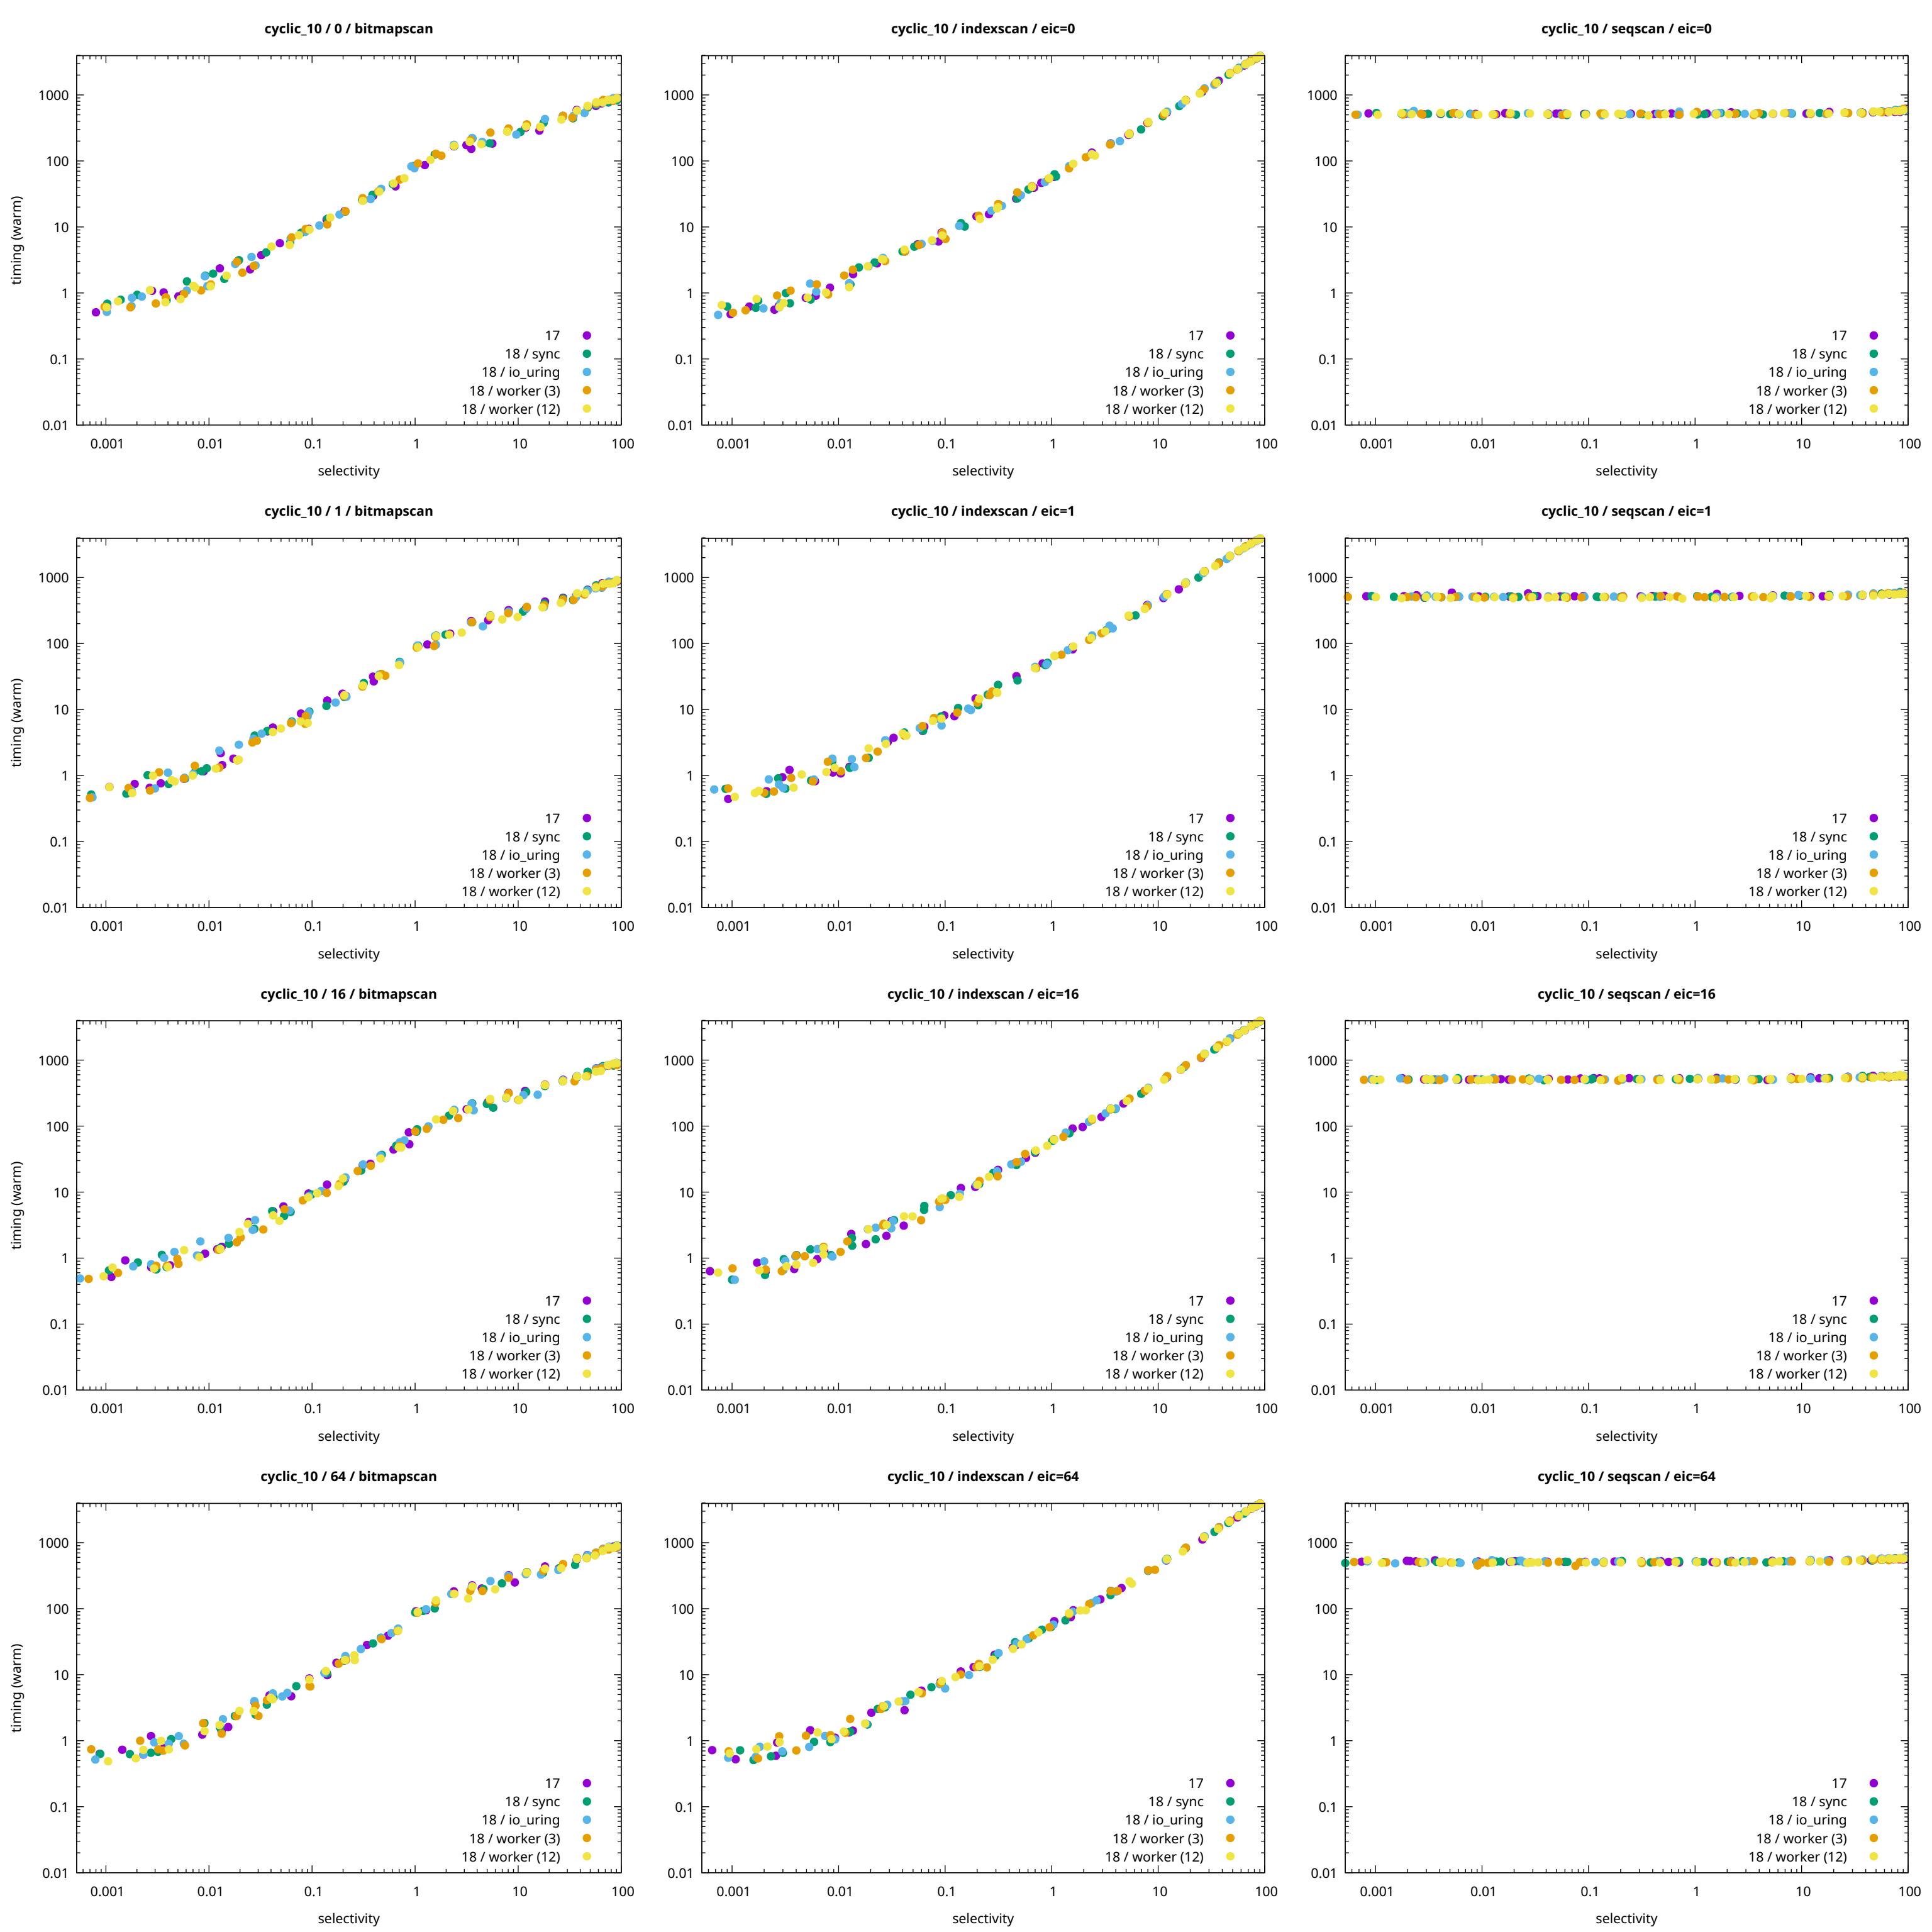 cyclic_10 / 0 / bitmapscan
timing (warm)
1000
100
10
1
0.1
0.01
17
18 / sync
18 / io_uring
18 / worker (3)
18 / worker (12)
0.001 0.01 0.1 1 10 100
selectivity
cyclic_10 / indexscan / eic=0
1000
100
10
1
0.1
0.01
17
18 / sync
18 / io_uring
18 / worker (3)
18 / worker (12)
0.001 0.01 0.1 1 10 100
selectivity
cyclic_10 / seqscan / eic=0
1000
100
10
1
0.1
0.01
17
18 / sync
18 / io_uring
18 / worker (3)
18 / worker (12)
0.001 0.01 0.1 1 10 100
selectivity
cyclic_10 / 1 / bitmapscan
timing (warm)
1000
100
10
1
0.1
0.01
17
18 / sync
18 / io_uring
18 / worker (3)
18 / worker (12)
0.001 0.01 0.1 1 10 100
selectivity
cyclic_10 / indexscan / eic=1
1000
100
10
1
0.1
0.01
17
18 / sync
18 / io_uring
18 / worker (3)
18 / worker (12)
0.001 0.01 0.1 1 10 100
selectivity
cyclic_10 / seqscan / eic=1
1000
100
10
1
0.1
0.01
17
18 / sync
18 / io_uring
18 / worker (3)
18 / worker (12)
0.001 0.01 0.1 1 10 100
selectivity
cyclic_10 / 16 / bitmapscan
timing (warm)
1000
100
10
1
0.1
0.01
17
18 / sync
18 / io_uring
18 / worker (3)
18 / worker (12)
0.001 0.01 0.1 1 10 100
selectivity
cyclic_10 / indexscan / eic=16
1000
100
10
1
0.1
0.01
17
18 / sync
18 / io_uring
18 / worker (3)
18 / worker (12)
0.001 0.01 0.1 1 10 100
selectivity
cyclic_10 / seqscan / eic=16
1000
100
10
1
0.1
0.01
17
18 / sync
18 / io_uring
18 / worker (3)
18 / worker (12)
0.001 0.01 0.1 1 10 100
selectivity
cyclic_10 / 64 / bitmapscan
timing (warm)
1000
100
10
1
0.1
0.01
17
18 / sync
18 / io_uring
18 / worker (3)
18 / worker (12)
0.001 0.01 0.1 1 10 100
selectivity
cyclic_10 / indexscan / eic=64
1000
100
10
1
0.1
0.01
17
18 / sync
18 / io_uring
18 / worker (3)
18 / worker (12)
0.001 0.01 0.1 1 10 100
selectivity
cyclic_10 / seqscan / eic=64
1000
100
10
1
0.1
0.01
17
18 / sync
18 / io_uring
18 / worker (3)
18 / worker (12)
0.001 0.01 0.1 1 10 100
selectivity